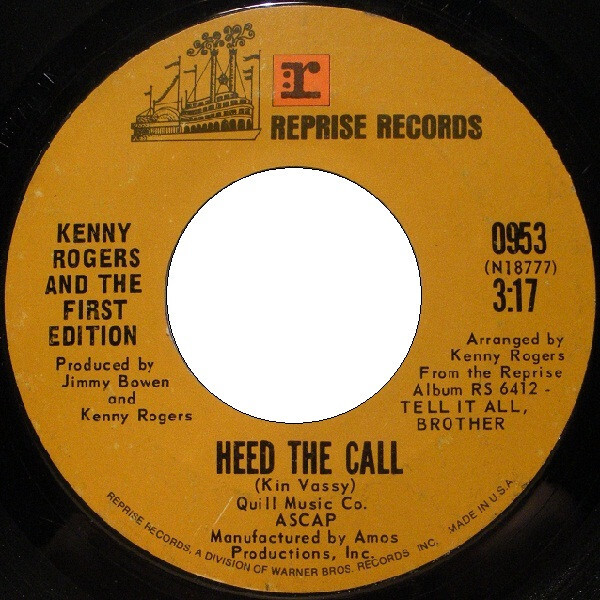 r
REPRISE RECORDS
KENNY
ROGERS
AND THE
FIRST
EDITION
Produced by
Jimmy Bowen
and
Kenny Rogers
0953
(N18777)
3:17
Arranged by
Kenny Rogers
From the Reprise
Album RS 6412 -
TELL IT ALL,
BROTHER
HEED THE CALL
(Kin Vassy)
Quill Music Co.
ASCAP
Manufactured by Amos
Productions, Inc.
REPRISE RECORDS, A DIVISION OF WARNER BROS. RECORDS INC. MADE IN U.S.A.